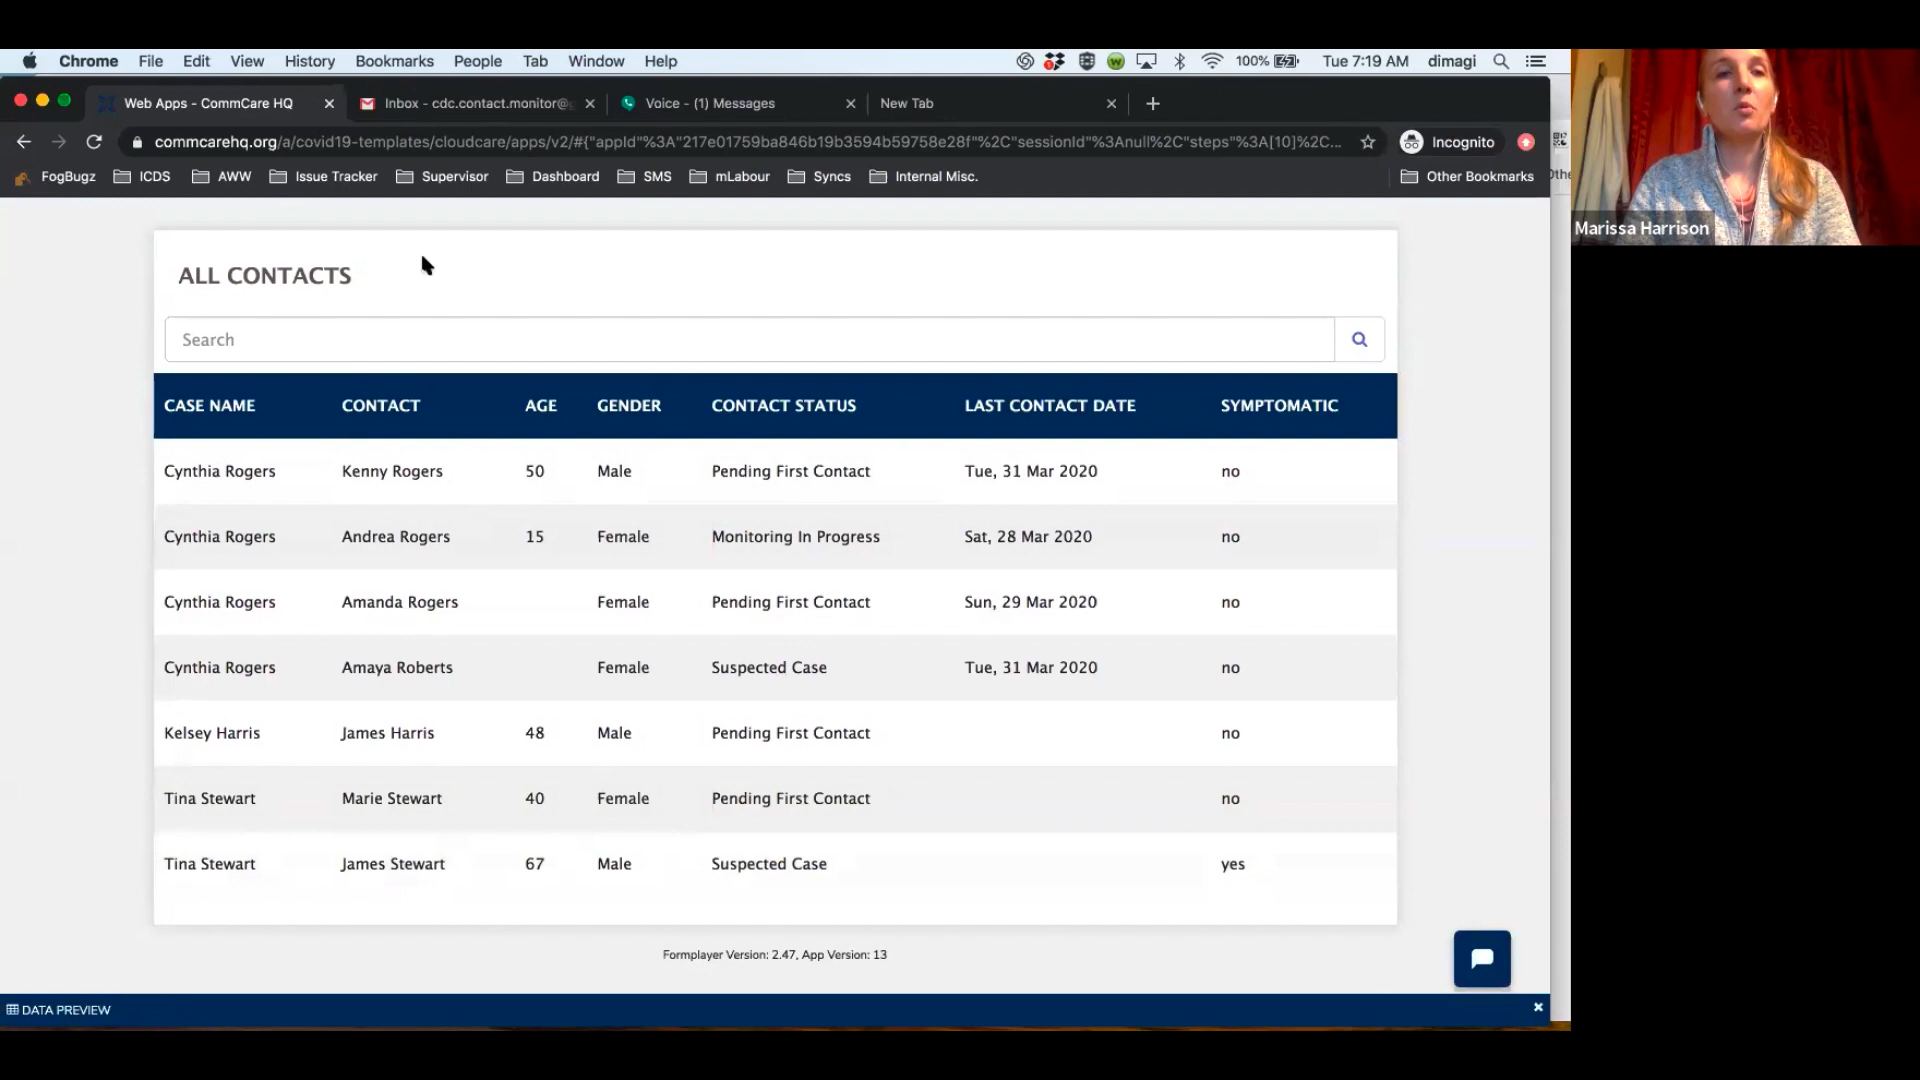 Chrome File Edit View History Bookmarks People Tab Window Help 100% Tue 7:19 AM dimagi
Web Apps - CommCare HQ Inbox - cdc.contact.monitor@g Voice - (1) Messages New Tab
commcarehq.org/a/covid19-templates/cloudcare/apps/v2/#{"appId"%3A"217e01759ba846b19b3594b59758e28f"%2C"sessionId"%3Anull%2C"steps"%3A[10]%2C... Incognito
FogBugz ICDS AWW Issue Tracker Supervisor Dashboard SMS mLabour Syncs Internal Misc. Other Bookmarks
Marissa Harrison
ALL CONTACTS
Search
CASE NAME CONTACT AGE GENDER CONTACT STATUS LAST CONTACT DATE SYMPTOMATIC
Cynthia Rogers Kenny Rogers 50 Male Pending First Contact Tue, 31 Mar 2020 no
Cynthia Rogers Andrea Rogers 15 Female Monitoring In Progress Sat, 28 Mar 2020 no
Cynthia Rogers Amanda Rogers Female Pending First Contact Sun, 29 Mar 2020 no
Cynthia Rogers Amaya Roberts Female Suspected Case Tue, 31 Mar 2020 no
Kelsey Harris James Harris 48 Male Pending First Contact no
Tina Stewart Marie Stewart 40 Female Pending First Contact no
Tina Stewart James Stewart 67 Male Suspected Case yes
Formplayer Version: 2.47, App Version: 13
DATA PREVIEW